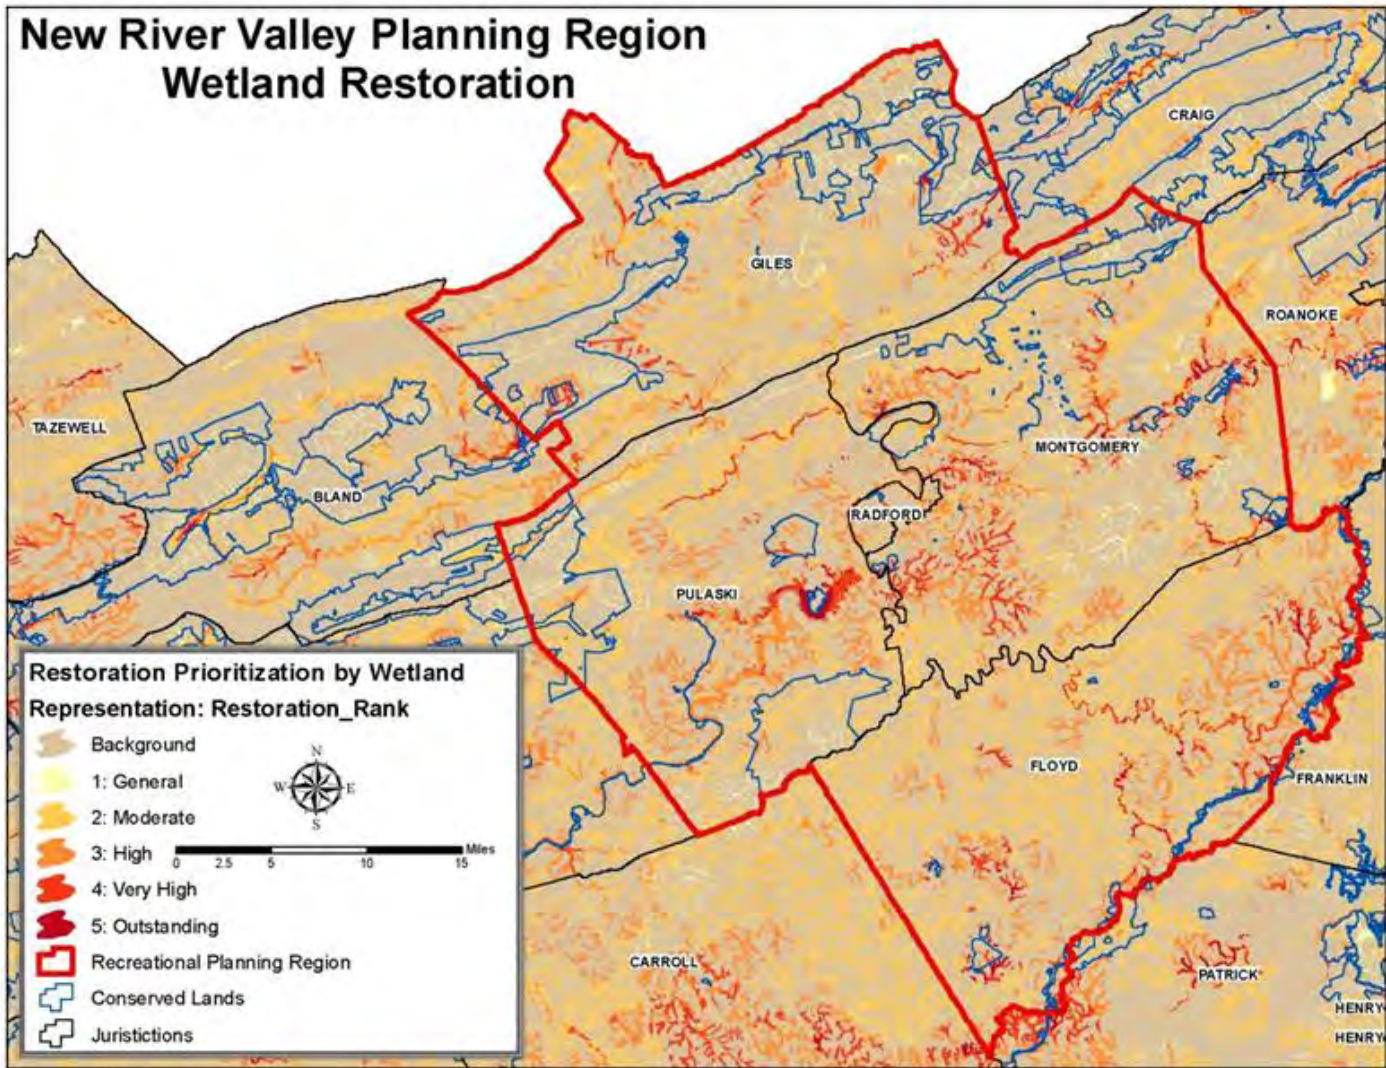 New River Valley Planning Region
Wetland Restoration
CRAIG
GILES
ROANOKE
TAZEWELL
MONTGOMERY
BLAND
RADFORD
PULASKI
FLOYD
FRANKLIN
CARROLL
PATRICK
HENRY
HENRY
Restoration Prioritization by Wetland
Representation: Restoration_Rank
Background
1: General
2: Moderate
3: High
4: Very High
5: Outstanding
Recreational Planning Region
Conserved Lands
Juristictions
N
W E
S
0 2.5 5 10 15 Miles